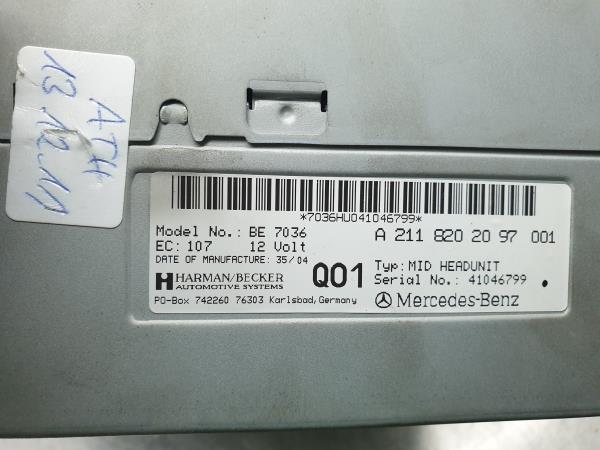 ATH
13.12.11
*7036HU041046799*
Model No.: BE 7036
EC: 107 12 Volt
DATE OF MANUFACTURE: 35/04
HARMAN/BECKER
AUTOMOTIVE SYSTEMS
PO-Box 742260 76303 Karlsbad, Germany
Q01
A 211 820 20 97 001
Typ: MID HEADUNIT
Serial No.: 41046799
Mercedes-Benz